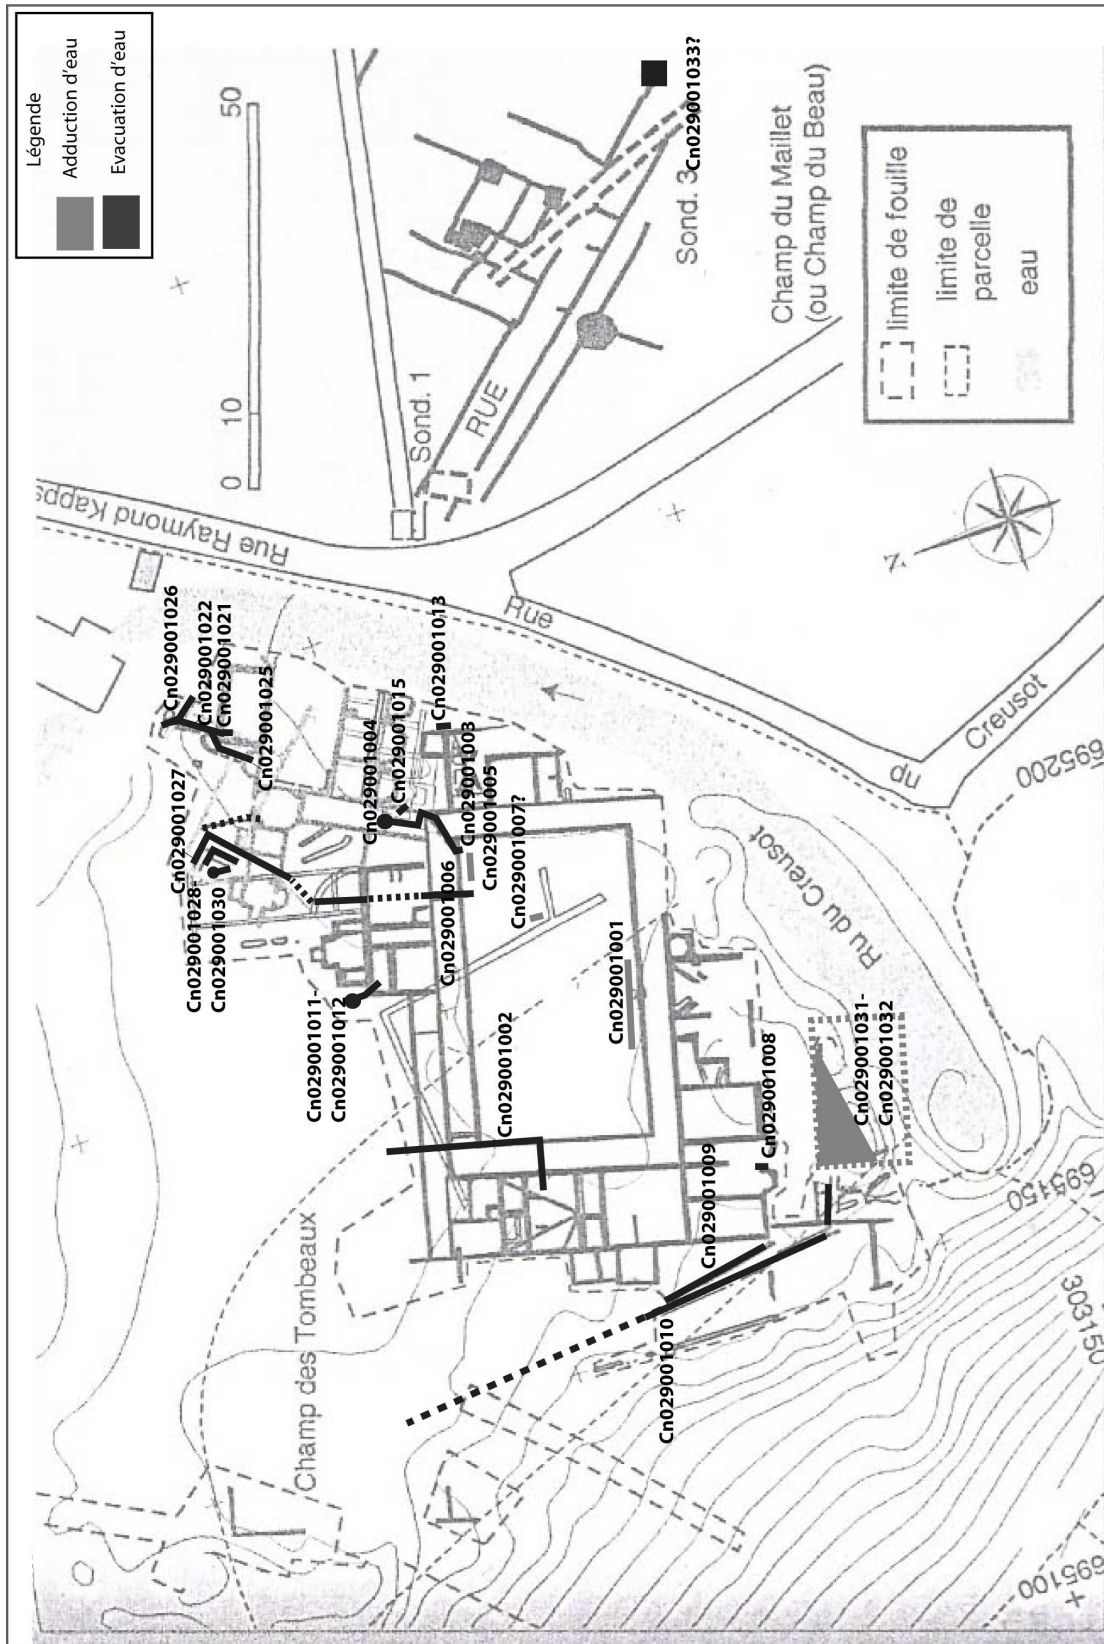 Légende
Adduction d'eau
Evacuation d'eau
0
10
50
Rue Raymond Kapps
Sond. 1
RUE
Sond. 3
Cn029001033?
Champ du Maillet
(ou Champ du Beau)
limite de fouille
limite de
parcelle
eau
N
Cn029001026
Cn029001022
Cn029001021
Cn029001025
Cn029001027
Cn029001028-
Cn029001030
Cn029001004
Cn029001015
Cn029001013
Cn029001003
Cn029001005
Cn029001006
Cn029001007?
Cn029001011-
Cn029001012
Cn029001002
Cn029001001
Cn029001008
Cn029001009
Cn029001010
Cn029001031-
Cn029001032
Rue
du
Creusot
Ru du Creusot
Champ des Tombeaux
695200
695150
303150
695100